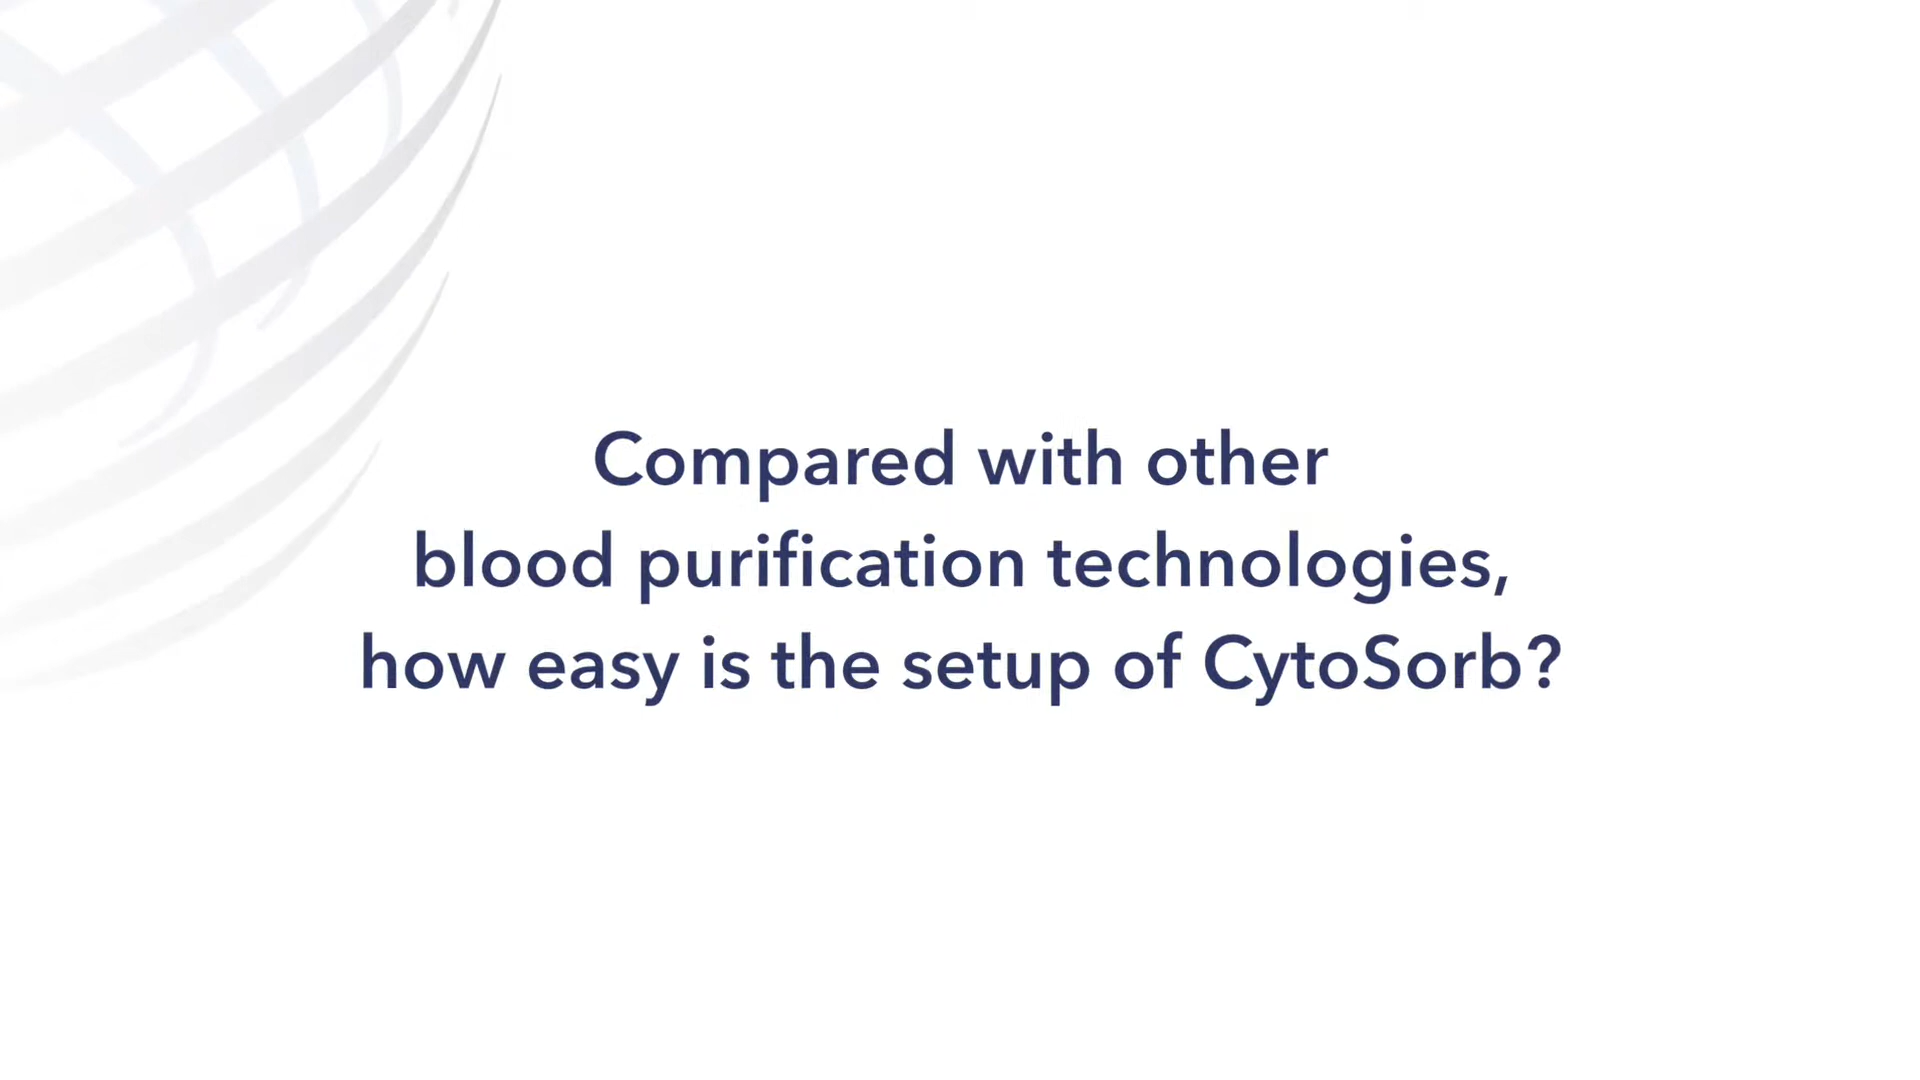 Compared with other
blood purification technologies,
how easy is the setup of CytoSorb?